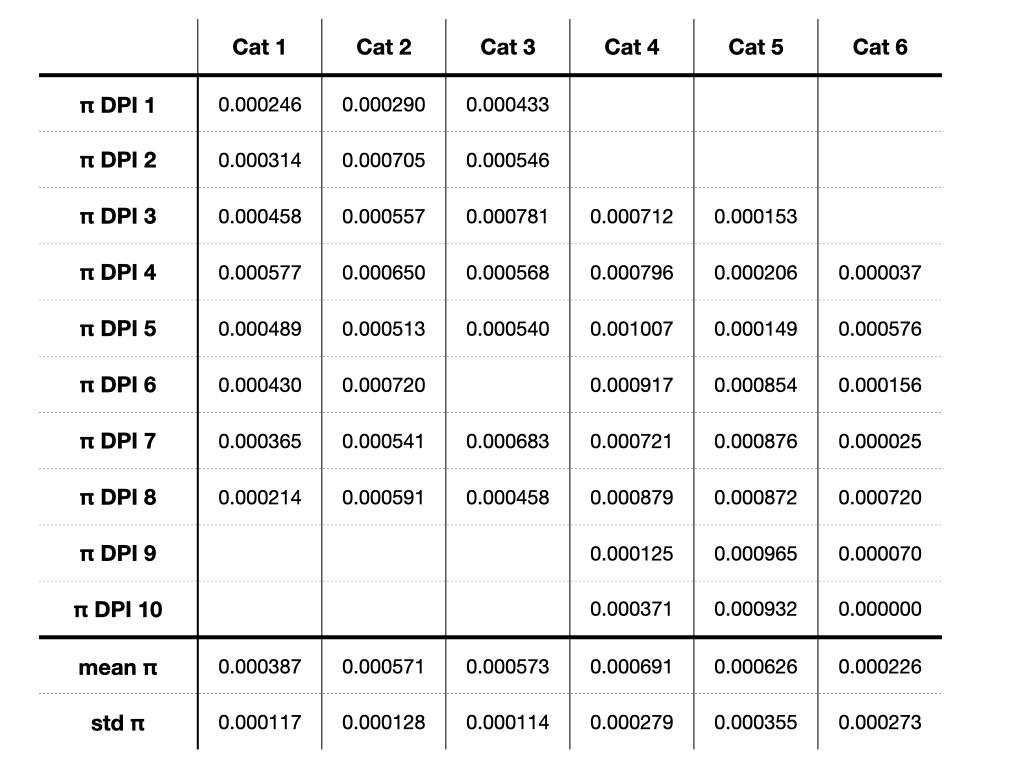 Cat 1 Cat 2 Cat 3 Cat 4 Cat 5 Cat 6
π DPI 1 0.000246 0.000290 0.000433
π DPI 2 0.000314 0.000705 0.000546
π DPI 3 0.000458 0.000557 0.000781 0.000712 0.000153
π DPI 4 0.000577 0.000650 0.000568 0.000796 0.000206 0.000037
π DPI 5 0.000489 0.000513 0.000540 0.001007 0.000149 0.000576
π DPI 6 0.000430 0.000720 0.000917 0.000854 0.000156
π DPI 7 0.000365 0.000541 0.000683 0.000721 0.000876 0.000025
π DPI 8 0.000214 0.000591 0.000458 0.000879 0.000872 0.000720
π DPI 9 0.000125 0.000965 0.000070
π DPI 10 0.000371 0.000932 0.000000
mean π 0.000387 0.000571 0.000573 0.000691 0.000626 0.000226
std π 0.000117 0.000128 0.000114 0.000279 0.000355 0.000273